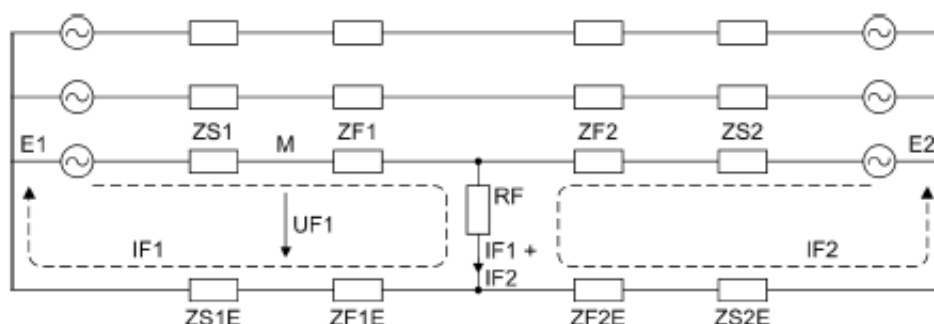 ZS1 ZF1 ZF2 ZS2
E1 M E2
RF
UF1
IF1 IF1 + IF2
IF2
ZS1E ZF1E ZF2E ZS2E